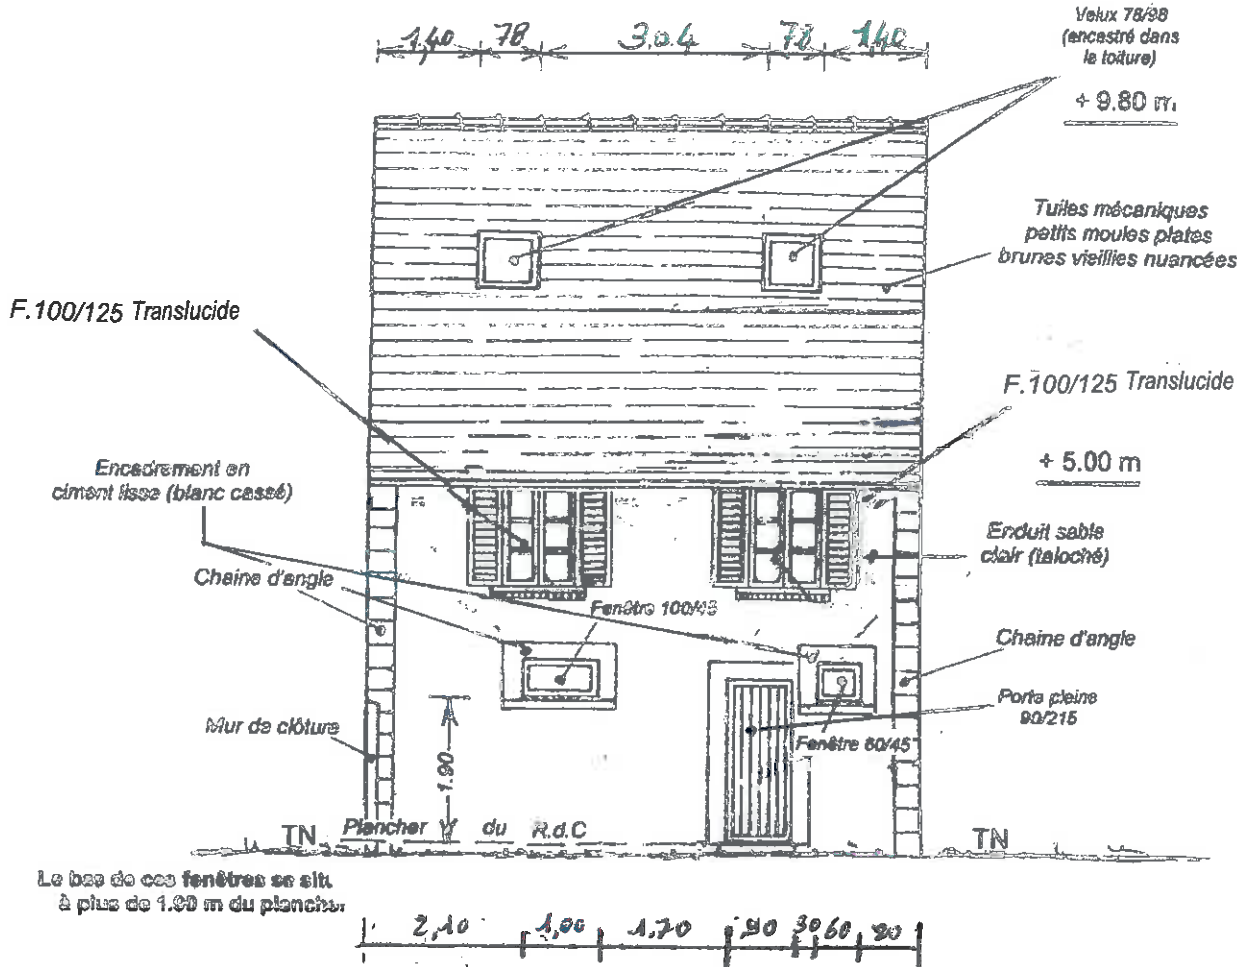 1,40 78 3.04 78 1,40
Velux 78/98
(encastré dans
la toiture)
+ 9.80 m.
Tuiles mécaniques
petits moules plates
brunes vieillies nuancées
F.100/125 Translucide
F.100/125 Translucide
+ 5.00 m
Encadrement en
ciment lisse (blanc cassé)
Enduit sable
clair (taloché)
Chaine d'angle
Fenêtre 100/45
Chaine d'angle
Porte pleine
90/215
Mur de clôture
Fenêtre 60/45
1.90
TN Plancher du R.d.C
TN
Le bas de ces fenêtres se situ
à plus de 1.90 m du plancher
2,10 1,00 1.70 ,90 30 60 80